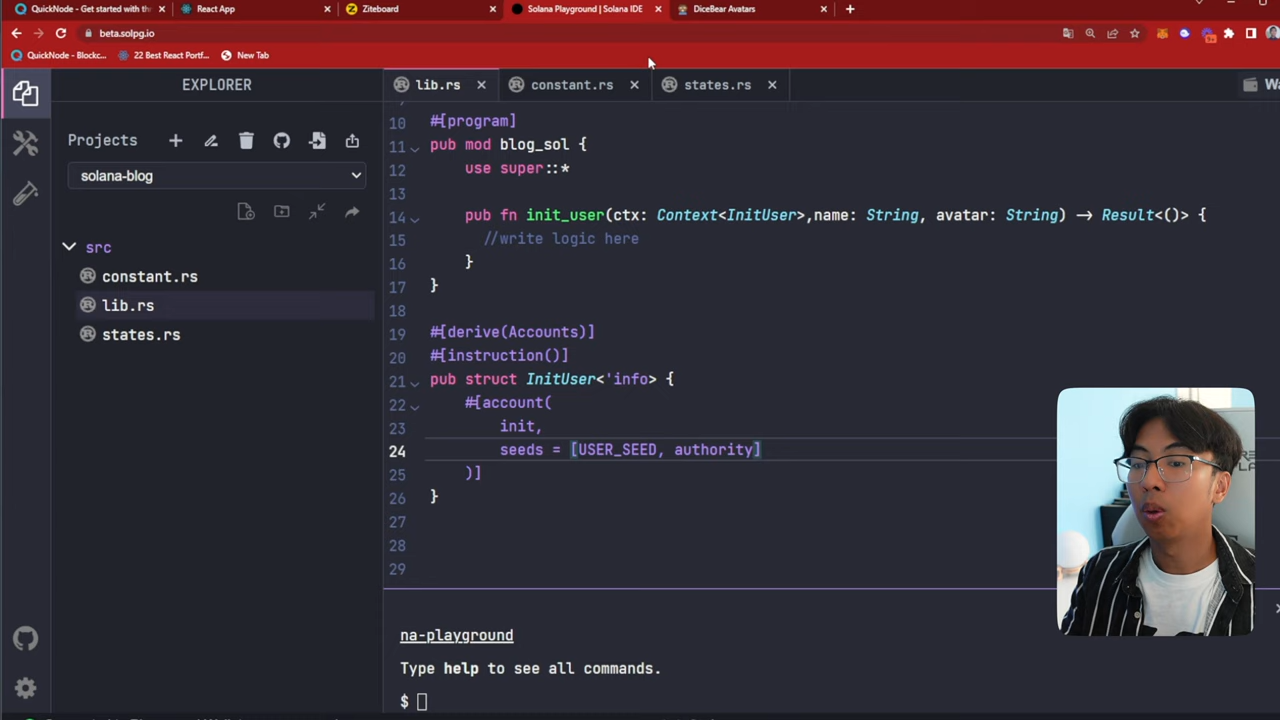 QuickNode - Get started with th
React App
Ziteboard
Solana Playground | Solana IDE
DiceBear Avatars
beta.solpg.io
QuickNode - Blockc...
22 Best React Portf...
New Tab
EXPLORER
lib.rs
constant.rs
states.rs
Wa
Projects
solana-blog
src
constant.rs
lib.rs
states.rs
10 #[program]
11 pub mod blog_sol {
12 use super::*
13
14 pub fn init_user(ctx: Context<InitUser>,name: String, avatar: String) -> Result<()> {
15 //write logic here
16 }
17 }
18
19 #[derive(Accounts)]
20 #[instruction()]
21 pub struct InitUser<'info> {
22 #[account(
23 init,
24 seeds = [USER_SEED, authority]
25 )]
26 }
27
28
29
na-playground
Type help to see all commands.
$